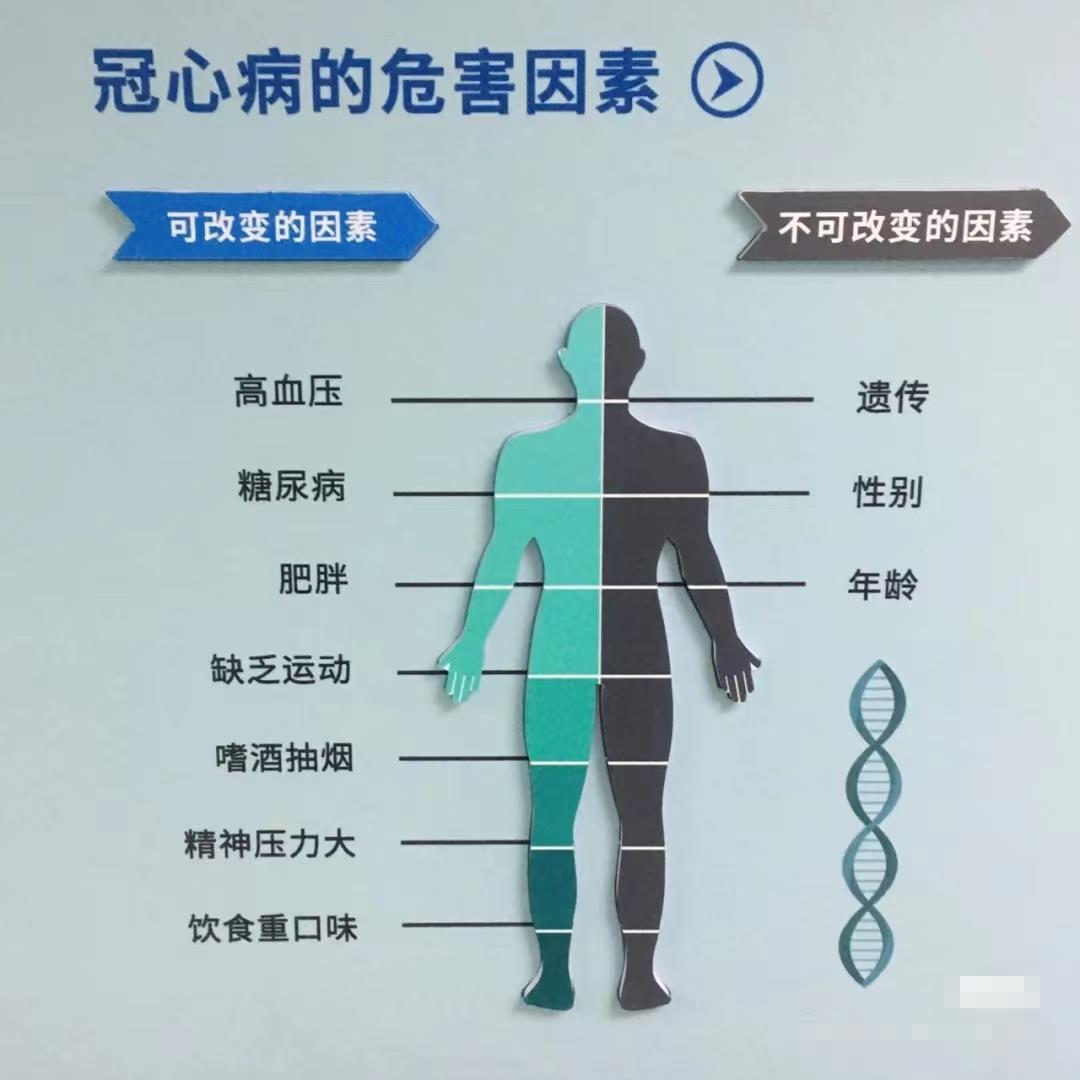 冠心病的危害因素
可改变的因素
不可改变的因素
高血压
糖尿病
肥胖
缺乏运动
嗜酒抽烟
精神压力大
饮食重口味
遗传
性别
年龄